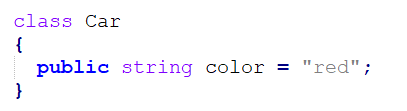 class Car
{
  public string color = "red";
}